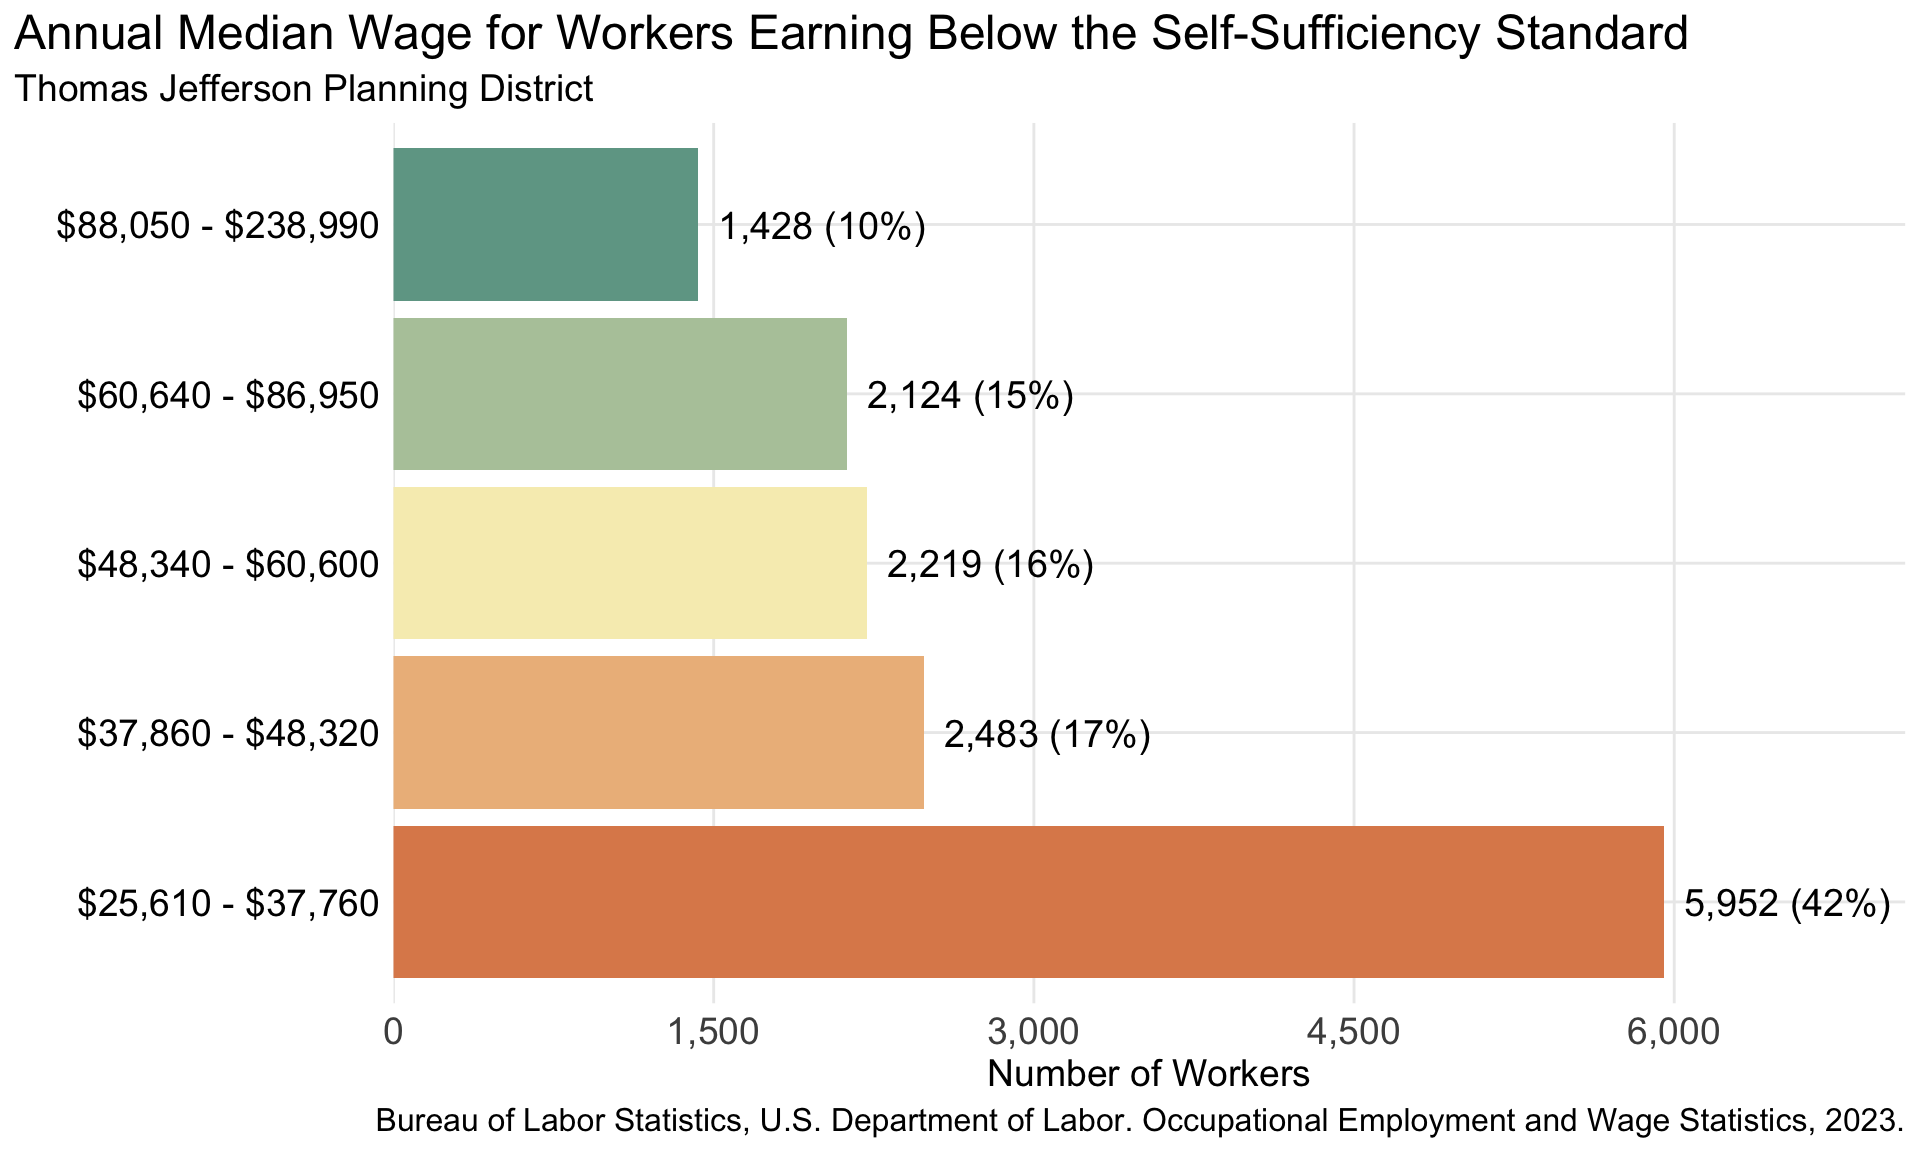 Annual Median Wage for Workers Earning Below the Self-Sufficiency Standard
Thomas Jefferson Planning District
$88,050 - $238,990
1,428 (10%)
$60,640 - $86,950
2,124 (15%)
$48,340 - $60,600
2,219 (16%)
$37,860 - $48,320
2,483 (17%)
$25,610 - $37,760
5,952 (42%)
0 1,500 3,000 4,500 6,000
Number of Workers
Bureau of Labor Statistics, U.S. Department of Labor. Occupational Employment and Wage Statistics, 2023.